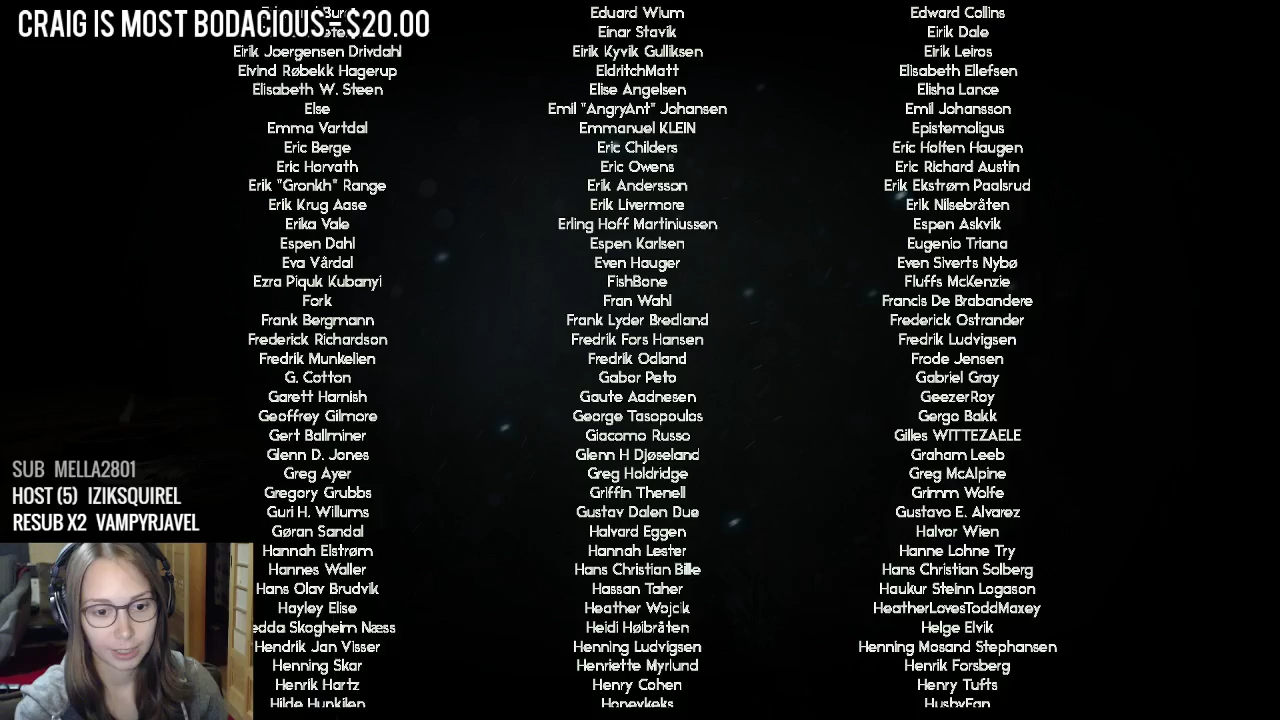 CRAIG IS MOST BODACIOUS - $20.00
Eduard Wium
Edward Collins
Einar Stavik
Eirik Dale
Eirik Joergensen Drivdahl
Eirik Kyvik Gulliksen
Eirik Leiros
Eivind Røbekk Hagerup
EldritchMatt
Elisabeth Ellefsen
Elisabeth W. Steen
Elise Angelsen
Elisha Lance
Else
Emil "AngryAnt" Johansen
Emil Johansson
Emma Vartdal
Emmanuel KLEIN
Epistemoligus
Eric Berge
Eric Childers
Eric Hoften Haugen
Eric Horvath
Eric Owens
Eric Richard Austin
Erik "Gronkh" Range
Erik Andersson
Erik Ekstrøm Paalsrud
Erik Krug Aase
Erik Livermore
Erik Nilsebråten
Erika Vale
Erling Hoff Martiniussen
Espen Askvik
Espen Dahl
Espen Karlsen
Eugenio Triana
Eva Vårdal
Even Hauger
Even Siverts Nybø
Ezra Piquk Kubanyi
FishBone
Fluffs McKenzie
Fork
Fran Wahl
Francis De Brabandere
Frank Bergmann
Frank Lyder Bredland
Frederick Ostrander
Frederick Richardson
Fredrik Fors Hansen
Fredrik Ludvigsen
Fredrik Munkelien
Fredrik Odland
Frode Jensen
G. Cotton
Gabor Peto
Gabriel Gray
Garett Harnish
Gaute Aadnesen
GeezerRoy
Geoffrey Gilmore
George Tasopoulos
Gergo Bakk
Gert Ballminer
Giacomo Russo
Gilles WITTEZAELE
Glenn D. Jones
Glenn H Djøseland
Graham Leeb
Greg Ayer
Greg Holdridge
Greg McAlpine
Gregory Grubbs
Griffin Thenell
Grimm Wolfe
Guri H. Willums
Gustav Dalen Due
Gustavo E. Alvarez
Gøran Sandal
Halvard Eggen
Halvor Wien
Hannah Elstrøm
Hannah Lester
Hanne Lohne Try
Hannes Waller
Hans Christian Bille
Hans Christian Solberg
Hans Olav Brudvik
Hassan Taher
Haukur Steinn Logason
Hayley Elise
Heather Wojcik
HeatherLovesToddMaxey
edda Skogheim Næss
Heidi Høibråten
Helge Elvik
Hendrik Jan Visser
Henning Ludvigsen
Henning Mosand Stephansen
Henning Skar
Henriette Myrlund
Henrik Forsberg
Henrik Hartz
Henry Cohen
Henry Tufts
Hilde Hunkilen
Honeykeks
HusbyFan
SUB MELLA2801
HOST (5) IZIKSQUIREL
RESUB X2 VAMPYRJAVEL